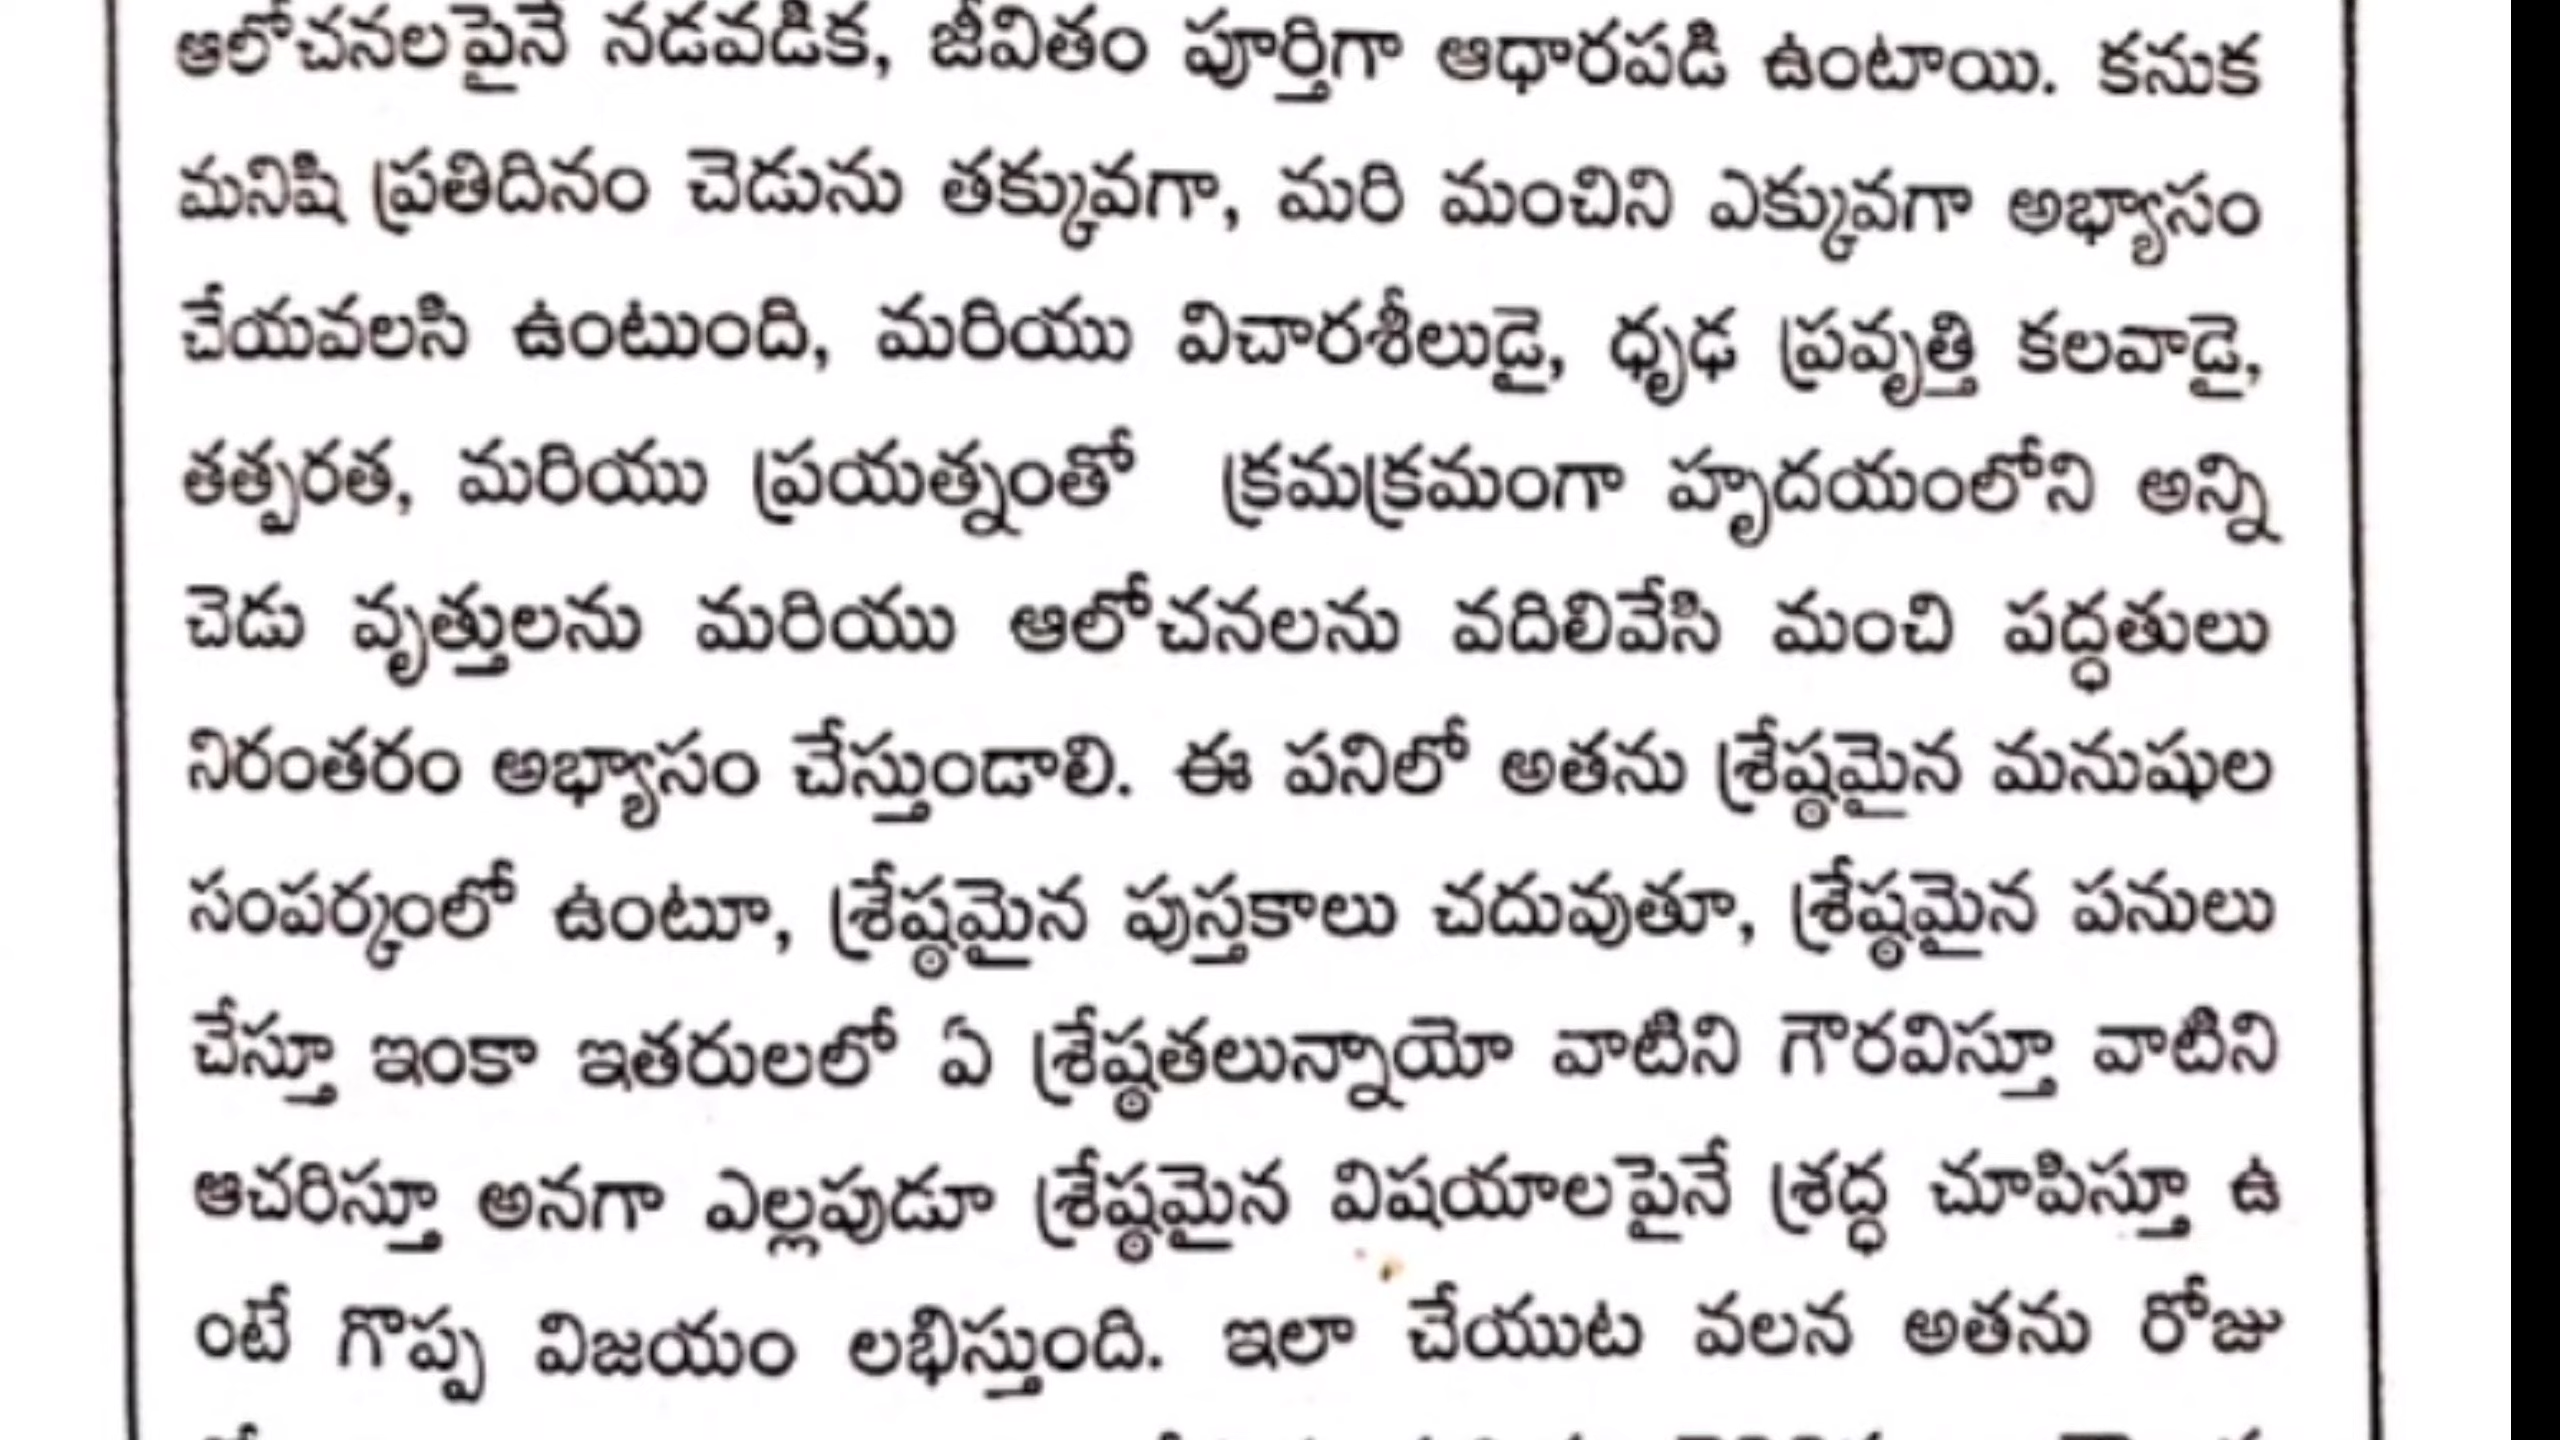 ఆలోచనలపైనే నడవడిక, జీవితం పూర్తిగా ఆధారపడి ఉంటాయి. కనుక
మనిషి ప్రతిదినం చెడును తక్కువగా, మరి మంచిని ఎక్కువగా అభ్యాసం
చేయవలసి ఉంటుంది, మరియు విచారశీలుడై, ధృఢ ప్రవృత్తి కలవాడై,
తత్పరత, మరియు ప్రయత్నంతో క్రమక్రమంగా హృదయంలోని అన్ని
చెడు వృత్తులను మరియు ఆలోచనలను వదిలివేసి మంచి పద్ధతులు
నిరంతరం అభ్యాసం చేస్తుండాలి. ఈ పనిలో అతను శ్రేష్ఠమైన మనుషుల
సంపర్కంలో ఉంటూ, శ్రేష్ఠమైన పుస్తకాలు చదువుతూ, శ్రేష్ఠమైన పనులు
చేస్తూ ఇంకా ఇతరులలో ఏ శ్రేష్ఠతలున్నాయో వాటిని గౌరవిస్తూ వాటిని
ఆచరిస్తూ అనగా ఎల్లపుడూ శ్రేష్ఠమైన విషయాలపైనే శ్రద్ధ చూపిస్తూ ఉ
ంటే గొప్ప విజయం లభిస్తుంది. ఇలా చేయుట వలన అతను రోజు